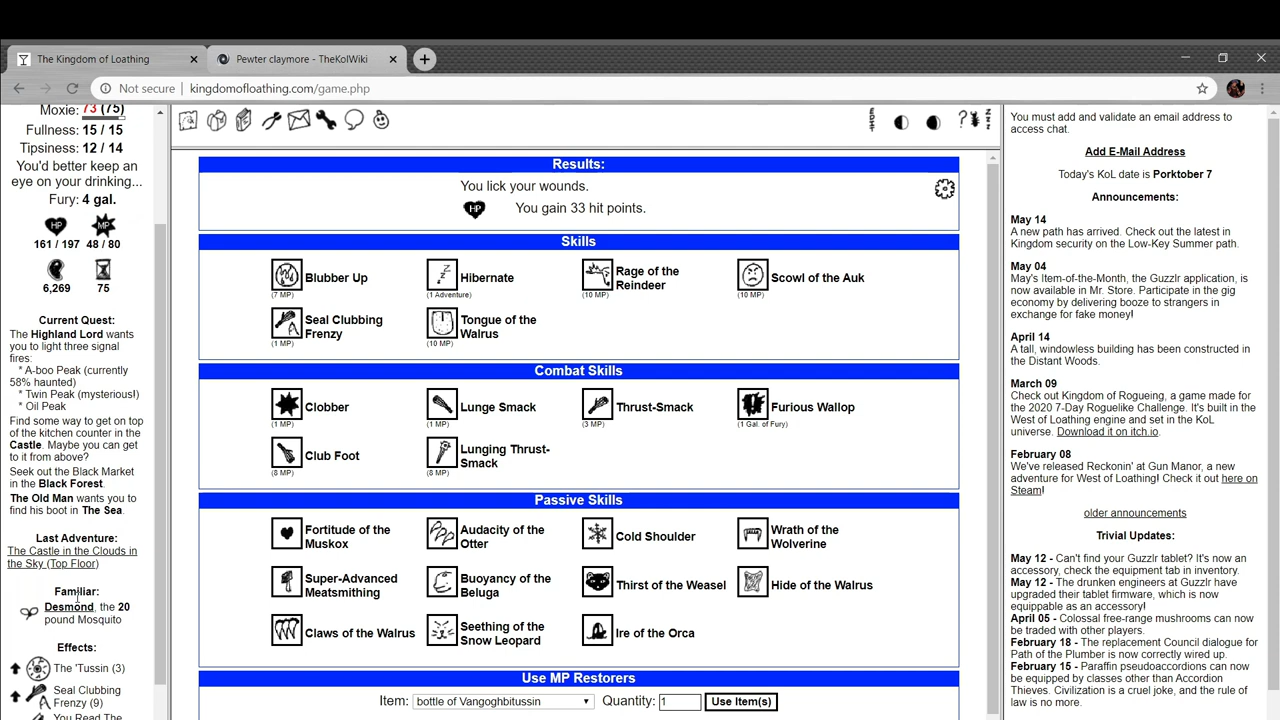 The Kingdom of Loathing
Pewter claymore - TheKolWiki
Not secure
kingdomofloathing.com/game.php
Moxie: 73 (75)
Fullness: 15 / 15
Tipsiness: 12 / 14
You'd better keep an
eye on your drinking...
Fury: 4 gal.
HP
MP
161 / 197
48 / 80
6,269
75
Current Quest:
The Highland Lord wants
you to light three signal
fires:
* A-boo Peak (currently
58% haunted)
* Twin Peak (mysterious!)
* Oil Peak
Find some way to get on top
of the kitchen counter in the
Castle. Maybe you can get
to it from above?
Seek out the Black Market
in the Black Forest.
The Old Man wants you to
find his boot in The Sea.
Last Adventure:
The Castle in the Clouds in
the Sky (Top Floor)
Familiar:
Desmond, the 20
pound Mosquito
Effects:
The 'Tussin (3)
Seal Clubbing
Frenzy (9)
You Read The
EDIT
?
ZZZ
Results:
You lick your wounds.
HP
You gain 33 hit points.
Skills
Blubber Up
(7 MP)
Hibernate
(1 Adventure)
Rage of the
Reindeer
(10 MP)
Scowl of the Auk
(10 MP)
Seal Clubbing
Frenzy
(1 MP)
Tongue of the
Walrus
(10 MP)
Combat Skills
Clobber
(1 MP)
Lunge Smack
(1 MP)
Thrust-Smack
(3 MP)
Furious Wallop
(1 Gal. of Fury)
Club Foot
(8 MP)
Lunging Thrust-
Smack
(8 MP)
Passive Skills
Fortitude of the
Muskox
Audacity of the
Otter
Cold Shoulder
Wrath of the
Wolverine
Super-Advanced
Meatsmithing
Buoyancy of the
Beluga
Thirst of the Weasel
Hide of the Walrus
Claws of the Walrus
Seething of the
Snow Leopard
Ire of the Orca
Use MP Restorers
Item: bottle of Vangoghbitussin Quantity: 1 Use Item(s)
You must add and validate an email address to
access chat.
Add E-Mail Address
Today's KoL date is Porktober 7
Announcements:
May 14
A new path has arrived. Check out the latest in
Kingdom security on the Low-Key Summer path.
May 04
May's Item-of-the-Month, the Guzzlr application, is
now available in Mr. Store. Participate in the gig
economy by delivering booze to strangers in
exchange for fake money!
April 14
A tall, windowless building has been constructed in
the Distant Woods.
March 09
Check out Kingdom of Rogueing, a game made for
the 2020 7-Day Roguelike Challenge. It's built in the
West of Loathing engine and set in the KoL
universe. Download it on itch.io.
February 08
We've released Reckonin' at Gun Manor, a new
adventure for West of Loathing! Check it out here on
Steam!
older announcements
Trivial Updates:
May 12 - Can't find your Guzzlr tablet? It's now an
accessory, check the equipment tab in inventory.
May 12 - The drunken engineers at Guzzlr have
upgraded their tablet firmware, which is now
equippable as an accessory!
April 05 - Colossal free-range mushrooms can now
be traded with other players.
February 18 - The replacement Council dialogue for
Path of the Plumber is now correctly wired up.
February 15 - Paraffin pseudoaccordions can now
be equipped by classes other than Accordion
Thieves. Civilization is a cruel joke, and the rule of
law is no more.